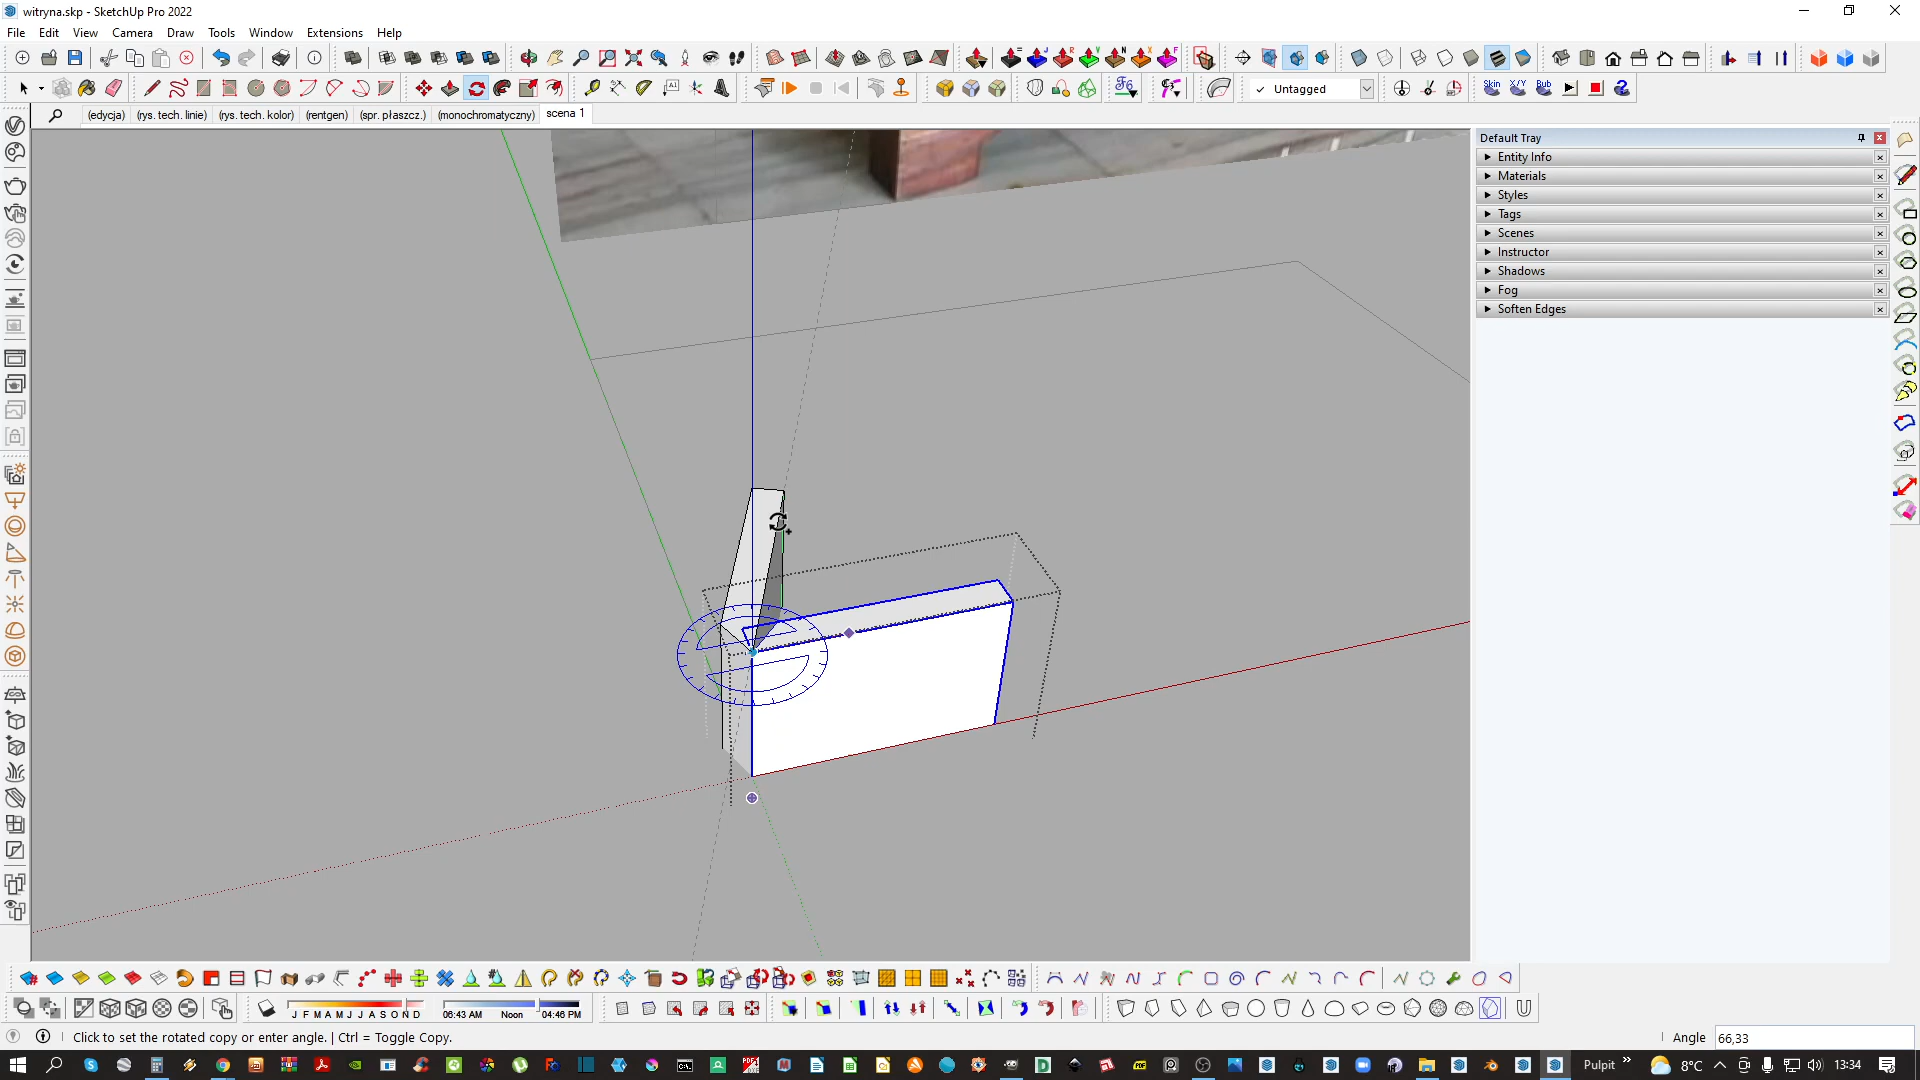 witryna.skp - SketchUp Pro 2022
File Edit View Camera Draw Tools Window Extensions Help
Untagged
Skin X/Y Bub
(edycja) (rys. tech. linie) (rys. tech. kolor) (rentgen) (spr. płaszcz.) (monochromatyczny) scena 1
Default Tray
Entity Info
Materials
Styles
Tags
Scenes
Instructor
Shadows
Fog
Soften Edges
J F M A M J J A S O N D
06:43 AM Noon 04:46 PM
Click to set the rotated copy or enter angle. | Ctrl = Toggle Copy.
Angle 66,33
Pulpit
8°C
13:34